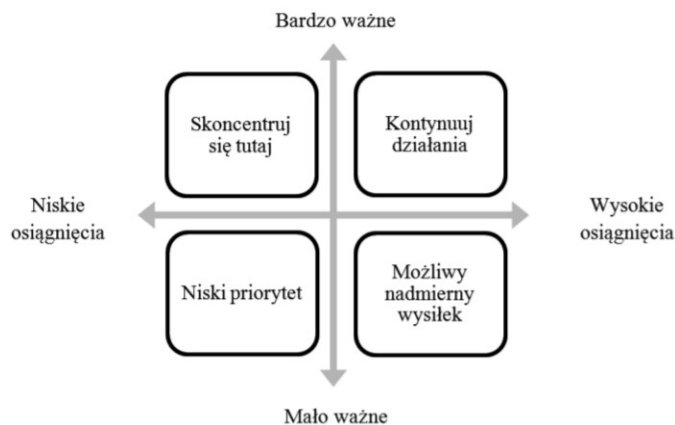 Bardzo ważne
Skoncentruj
się tutaj
Kontynuuj
działania
Niskie
osiągnięcia
Wysokie
osiągnięcia
Niski priorytet
Możliwy
nadmierny
wysiłek
Mało ważne